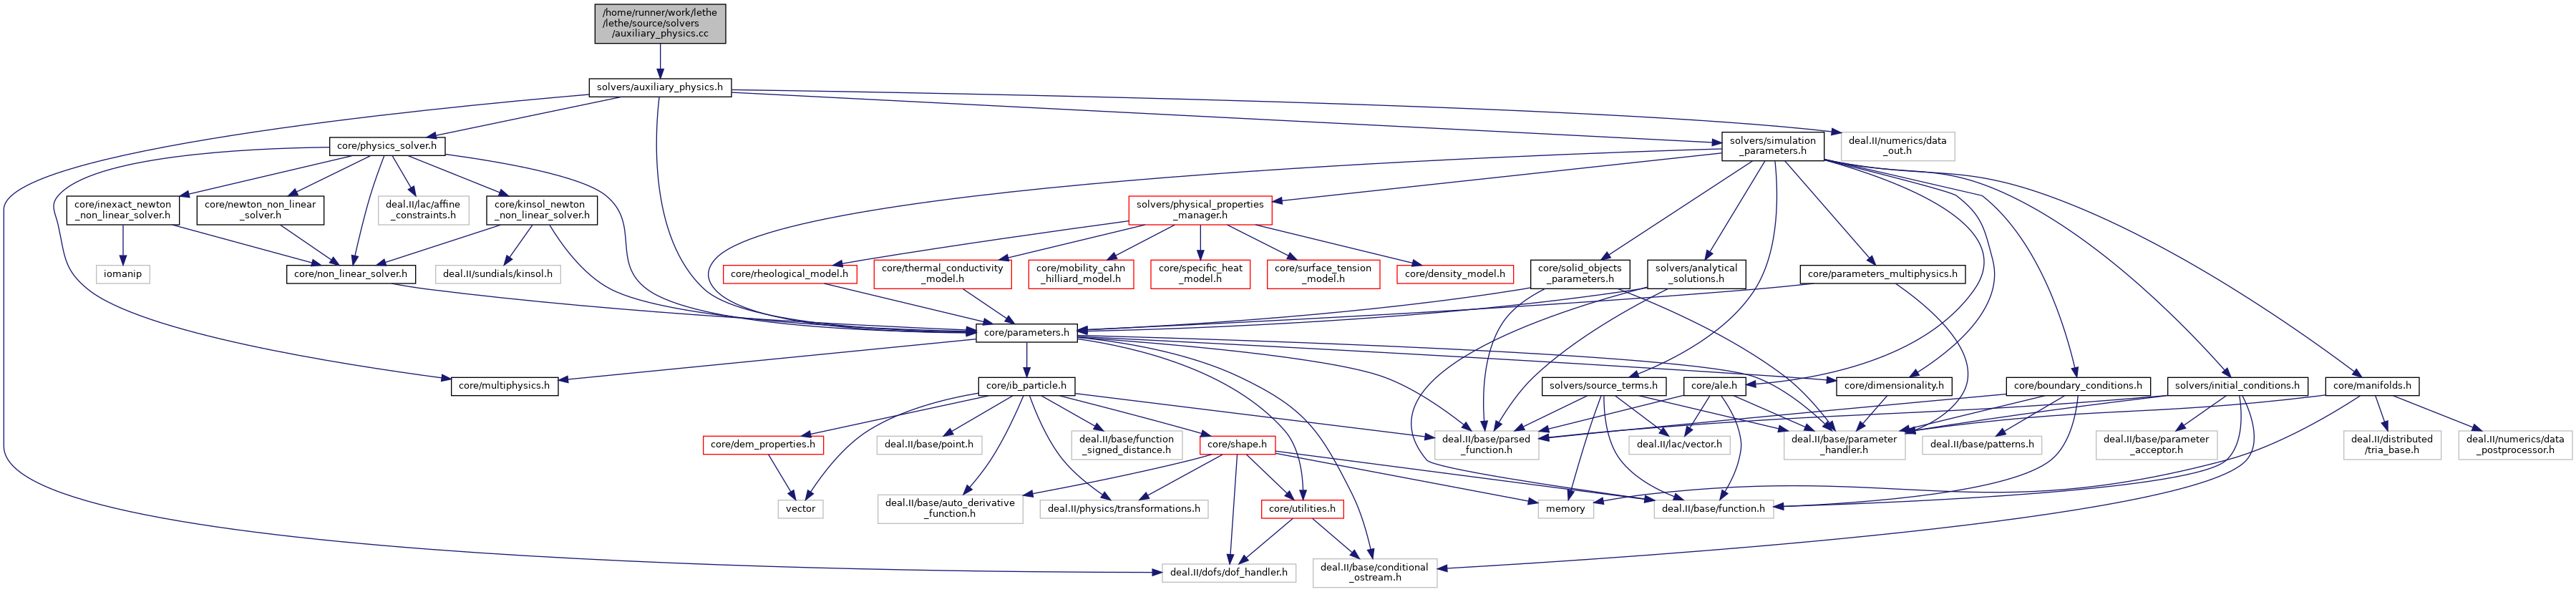 /home/runner/work/lethe
/lethe/source/solvers
/auxiliary_physics.cc
solvers/auxiliary_physics.h
core/physics_solver.h
solvers/simulation
_parameters.h
deal.II/numerics/data
_out.h
core/inexact_newton
_non_linear_solver.h
core/newton_non_linear
_solver.h
deal.II/lac/affine
_constraints.h
core/kinsol_newton
_non_linear_solver.h
solvers/physical_properties
_manager.h
iomanip
core/non_linear_solver.h
deal.II/sundials/kinsol.h
core/rheological_model.h
core/thermal_conductivity
_model.h
core/mobility_cahn
_hilliard_model.h
core/specific_heat
_model.h
core/surface_tension
_model.h
core/density_model.h
core/solid_objects
_parameters.h
solvers/analytical
_solutions.h
core/parameters_multiphysics.h
core/parameters.h
core/multiphysics.h
core/ib_particle.h
solvers/source_terms.h
core/ale.h
core/dimensionality.h
core/boundary_conditions.h
solvers/initial_conditions.h
core/manifolds.h
core/dem_properties.h
deal.II/base/point.h
deal.II/base/function
_signed_distance.h
core/shape.h
deal.II/base/parsed
_function.h
deal.II/lac/vector.h
deal.II/base/parameter
_handler.h
deal.II/base/patterns.h
deal.II/base/parameter
_acceptor.h
deal.II/distributed
/tria_base.h
deal.II/numerics/data
_postprocessor.h
vector
deal.II/base/auto_derivative
_function.h
deal.II/physics/transformations.h
core/utilities.h
memory
deal.II/base/function.h
deal.II/dofs/dof_handler.h
deal.II/base/conditional
_ostream.h